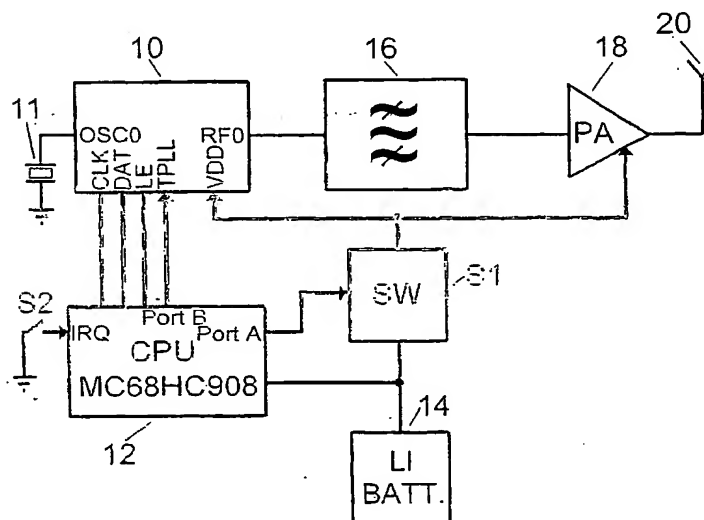 20
10
16
18
11
OSC0
RF0
PA
CLK
DAT
LE
TPLL
VDD
S2
IRQ
Port B
Port A
SW
S1
CPU
MC68HC908
12
14
LI
BATT.